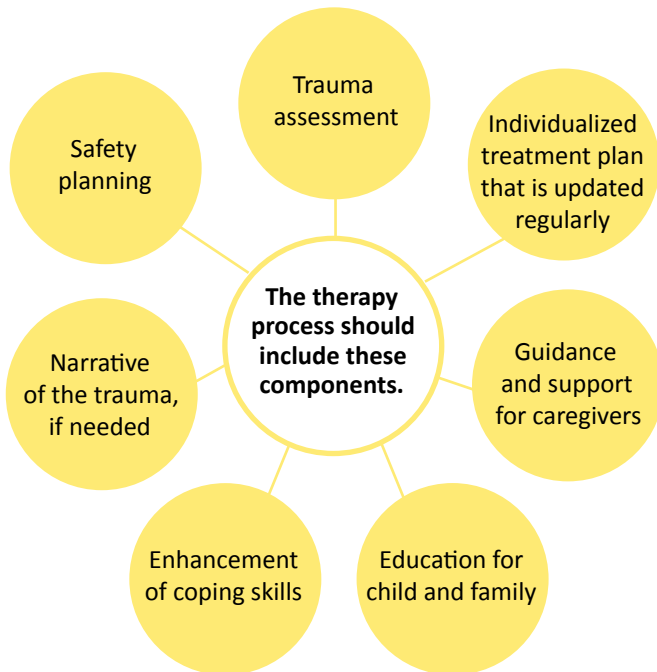 Trauma
assessment
Individualized
treatment plan
that is updated
regularly
Safety
planning
The therapy
process should
include these
components.
Guidance
and support
for caregivers
Narrative
of the trauma,
if needed
Enhancement
of coping skills
Education for
child and family